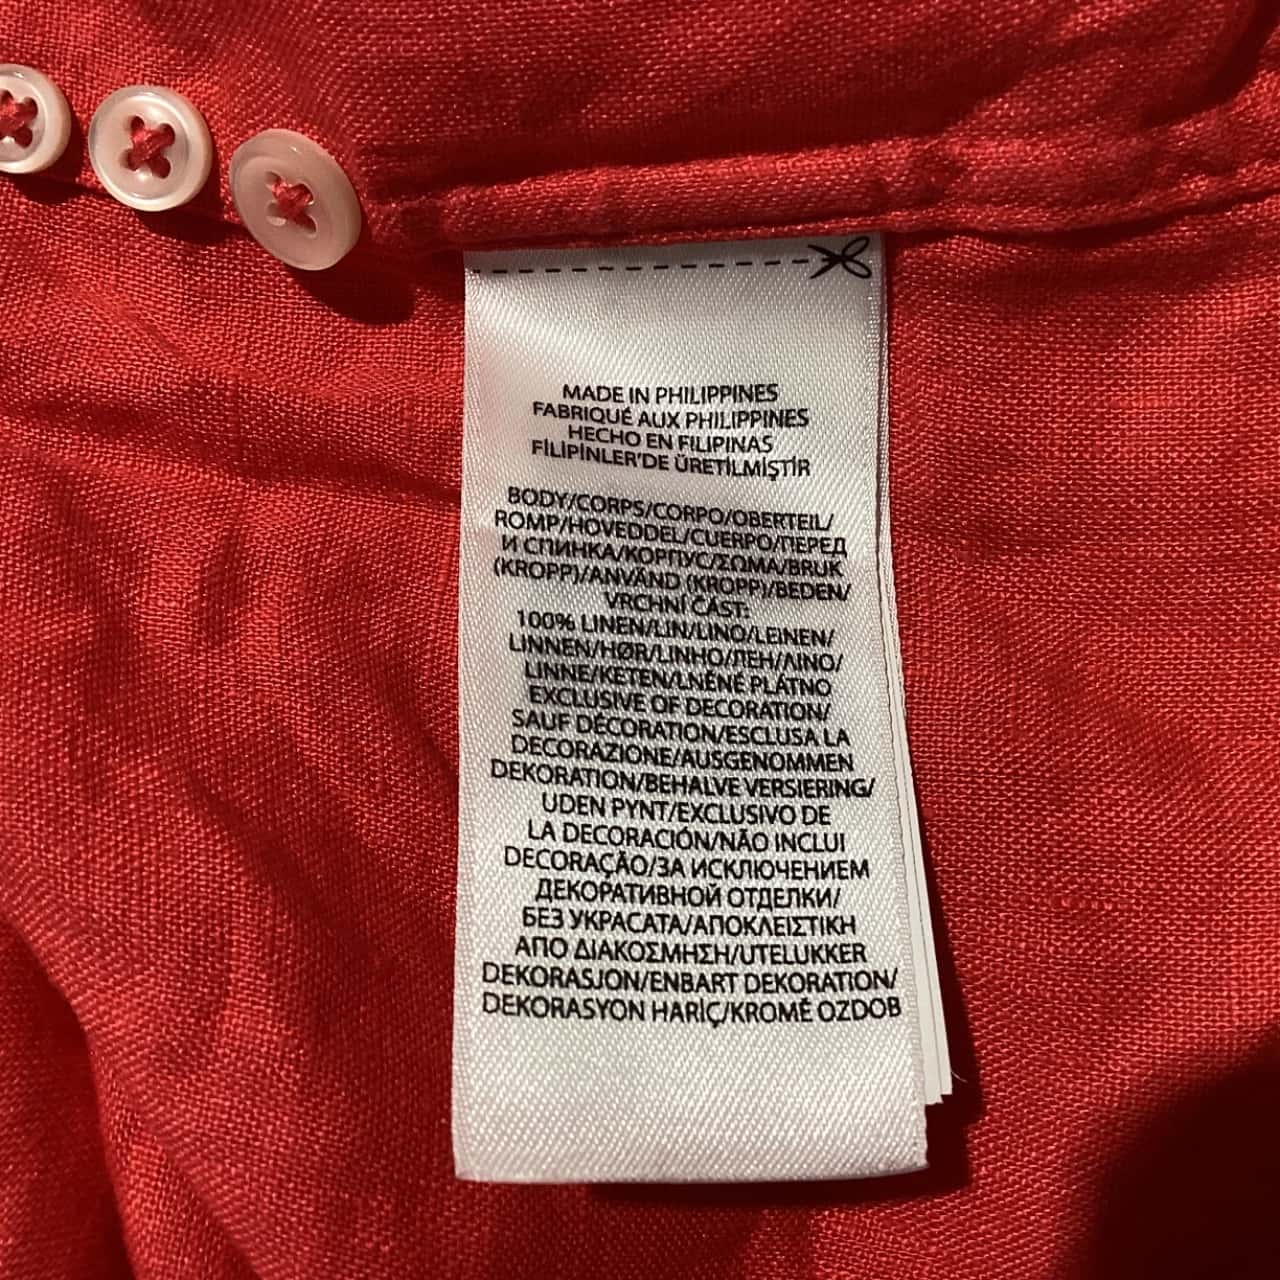 MADE IN PHILIPPINES
FABRIQUÉ AUX PHILIPPINES
HECHO EN FILIPINAS
FİLİPİNLER'DE ÜRETİLMİŞTİR
BODY/CORPS/CORPO/OBERTEIL/
ROMP/HOVEDDEL/CUERPO/ПЕРЕД
И СПИНКА/КОРПУС/ΣΩΜΑ/BRUK
(KROPP)/ANVÄND (KROPP)/BEDEN/
VRCHNÍ ČÁST:
100% LINEN/LIN/LINO/LEINEN/
LINNEN/HØR/LINHO/ЛЕН/ΛΙΝΟ/
LINNE/KETEN/LNĚNÉ PLÁTNO
EXCLUSIVE OF DECORATION/
SAUF DÉCORATION/ESCLUSA LA
DECORAZIONE/AUSGENOMMEN
DEKORATION/BEHALVE VERSIERING/
UDEN PYNT/EXCLUSIVO DE
LA DECORACIÓN/NÃO INCLUI
DECORAÇÃO/ЗА ИСКЛЮЧЕНИЕМ
ДЕКОРАТИВНОЙ ОТДЕЛКИ/
БЕЗ УКРАСАТА/ΑΠΟΚΛΕΙΣΤΙΚΗ
ΑΠΟ ΔΙΑΚΟΣΜΗΣΗ/UTELUKKER
DEKORASJON/ENBART DEKORATION/
DEKORASYON HARİÇ/KROMĚ OZDOB